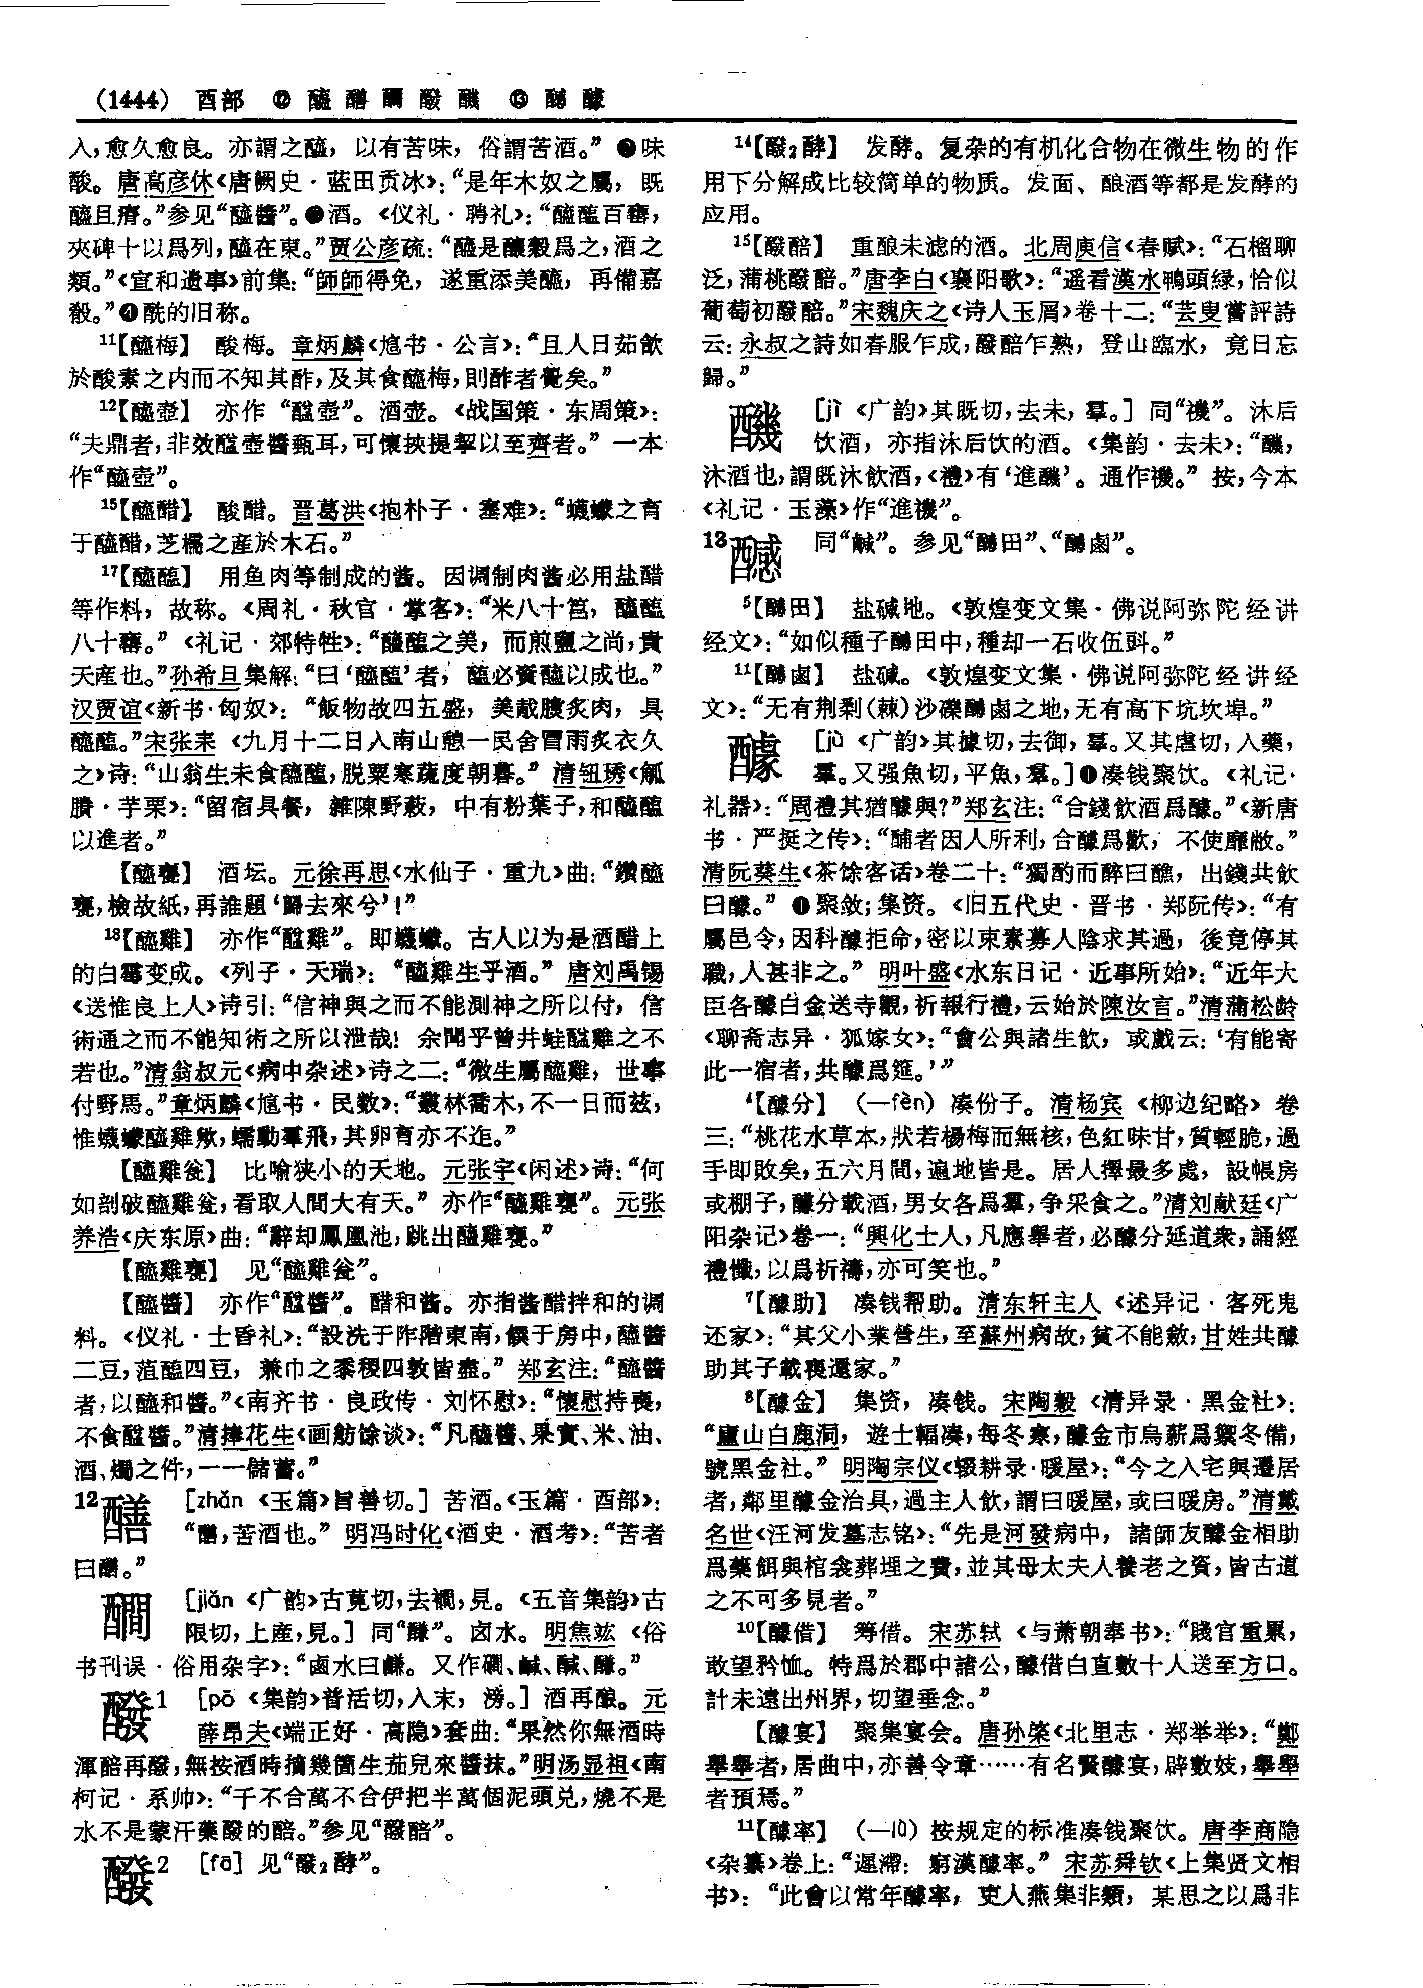 (1444) 酉部 ⑫ 醯 醩 醩 醱 醱 ⑬
入，愈久愈良。亦謂之醯，以有苦味，俗謂苦酒。”❷味
酸。唐高彦休《唐阙史·蓝田贡冰》：“是年木奴之屬，既
醯且瘠。”参见“醯醬”。❸酒。《仪礼·聘礼》：“醯醢百罋，
夾碑十以爲列，醯在東。”贾公彦疏：“醯是釀穀爲之，酒之
類。”《宣和遗事》前集：“師師得免，遂重添美醯，再備嘉
殽。”❹酰的旧称。
¹¹【醯梅】 酸梅。章炳麟《訄书·公言》：“且人日茹飲
於酸素之内而不知其酢，及其食醯梅，則酢者覺矣。”
¹²【醯壺】 亦作“醢壺”。酒壶。《战国策·东周策》：
“夫鼎者，非效醢壺醬甀耳，可懷挾提挈以至齊者。”一本
作“醯壺”。
¹⁵【醯醋】 酸醋。晋葛洪《抱朴子·塞难》：“蠛蠓之育
于醯醋，芝檽之産於木石。”
¹⁷【醯醢】 用鱼肉等制成的酱。因调制肉酱必用盐醋
等作料，故称。《周礼·秋官·掌客》：“米八十筥，醯醢
八十罋。”《礼记·郊特牲》：“醯醢之美，而煎鹽之尚，貴
天産也。”孙希旦集解：“曰‘醯醢’者，醢必資醯以成也。”
汉贾谊《新书·匈奴》：“飯物故四五盛，美胾膹炙肉，具
醯醢。”宋张耒《九月十二日入南山憩一民舍冒雨炙衣久
之》诗：“山翁生未食醯醢，脱粟寒蔬度朝暮。”清钮琇《觚
賸·芋栗》：“留宿具餐，雜陳野蔌，中有粉葉子，和醯醢
以進者。”
【醯甕】 酒坛。元徐再思《水仙子·重九》曲：“鑽醯
甕，檢故紙，再誰題‘歸去來兮’！”
¹⁸【醯雞】 亦作“醢雞”。即蠛蠓。古人以为是酒醋上
的白霉变成。《列子·天瑞》：“醯雞生乎酒。”唐刘禹锡
《送惟良上人》诗引：“信神與之而不能測神之所以付，信
術通之而不能知術之所以泄哉！余聞乎曾井蛙醢雞之不
若也。”清翁叔元《病中杂述》诗之二：“微生屬醯雞，世事
付野馬。”章炳麟《訄书·民数》：“叢林喬木，不一日而兹，
惟蠛蠓醯雞欻，蠕動羣飛，其卵育亦不迮。”
【醯雞瓮】 比喻狭小的天地。元张宇《闲述》诗：“何
如剖破醯雞瓮，看取人間大有天。”亦作“醯雞甕”。元张
养浩《庆东原》曲：“辭却鳳凰池，跳出醯雞甕。”
【醯雞甕】 见“醯雞瓮”。
【醯醬】 亦作“醢醬”。醋和酱。亦指酱醋拌和的调
料。《仪礼·士昏礼》：“設洗于阼階東南，饌于房中，醯醬
二豆，菹醢四豆，兼巾之黍稷四敦皆蓋。”郑玄注：“醯醬
者，以醯和醬。”《南齐书·良政传·刘怀慰》：“懷慰持喪，
不食醢醬。”清捧花生《画舫馀谈》：“凡醯醬、果實、米、油、
酒、燭之件，一一儲蓄。”
12 [zhǎn 《玉篇》旨善切。] 苦酒。《玉篇·酉部》：
“，苦酒也。”明冯时化《酒史·酒考》：“苦者
曰。”
[jiǎn 《广韵》古莧切，去襉，見。《五音集韵》古
限切，上産，見。] 同“”。卤水。明焦竑《俗
书刊误·俗用杂字》：“鹵水曰。又作、、、。”
醱1 [pō 《集韵》普活切，入末，滂。] 酒再酿。元
薛昂夫《端正好·高隐》套曲：“果然你無酒時
渾醅再醱，無按酒時摘幾箇生茄兒來醬抹。”明汤显祖《南
柯记·系帅》：“千不合萬不合伊把半萬個泥頭兑，燒不是
水不是蒙汗藥醱的醅。”参见“醱醅”。
醱2 [fā] 见“醱₂酵”。
¹⁴【醱₂酵】 发酵。复杂的有机化合物在微生物的作
用下分解成比较简单的物质。发面、酿酒等都是发酵的
应用。
¹⁵【醱醅】 重酿未滤的酒。北周庾信《春赋》：“石榴聊
泛，蒲桃醱醅。”唐李白《襄阳歌》：“遥看漢水鴨頭緑，恰似
葡萄初醱醅。”宋魏庆之《诗人玉屑》卷十二：“芸叟嘗評詩
云：永叔之詩如春服乍成，醱醅乍熟，登山臨水，竟日忘
歸。”
[jì 《广韵》其既切，去未，羣。] 同“禨”。沐后
饮酒，亦指沐后饮的酒。《集韵·去未》：“，
沐酒也，謂既沐飲酒，《禮》有‘進’。通作禨。”按，今本
《礼记·玉藻》作“進禨”。
13 同“鹹”。参见“田”、“鹵”。
⁵【田】 盐碱地。《敦煌变文集·佛说阿弥陀经讲
经文》：“如似種子田中，種却一石收伍㪷。”
¹¹【鹵】 盐碱。《敦煌变文集·佛说阿弥陀经讲经
文》：“无有荆剩(棘)沙礫鹵之地，无有高下坑坎埠。”
醵 [jù 《广韵》其據切，去御，羣。又其虐切，入藥，
羣。又强魚切，平魚，羣。]❶凑钱聚饮。《礼记·
礼器》：“周禮其猶醵與？”郑玄注：“合錢飲酒爲醵。”《新唐
书·严挺之传》：“酺者因人所利，合醵爲歡，不使靡敝。”
清阮葵生《茶馀客话》卷二十：“獨酌而醉曰醮，出錢共飲
曰醵。”❷聚敛；集资。《旧五代史·晋书·郑阮传》：“有
屬邑令，因科醵拒命，密以束素募人陰求其過，後竟停其
職，人甚非之。”明叶盛《水东日记·近事所始》：“近年大
臣各醵白金送寺觀，祈報行禮，云始於陳汝言。”清蒲松龄
《聊斋志异·狐嫁女》：“會公與諸生飲，或戲云：‘有能寄
此一宿者，共醵爲筵。’”
⁴【醵分】 (—fèn) 凑份子。清杨宾《柳边纪略》卷
三：“桃花水草本，狀若楊梅而無核，色紅味甘，質輕脆，過
手即敗矣，五六月間，遍地皆是。居人擇最多處，設帳房
或棚子，醵分載酒，男女各爲羣，争采食之。”清刘献廷《广
阳杂记》卷一：“興化士人，凡應舉者，必醵分延道衆，誦經
禮懺，以爲祈禱，亦可笑也。”
⁷【醵助】 凑钱帮助。清东轩主人《述异记·客死鬼
还家》：“其父小業營生，至蘇州病故，貧不能斂，甘姓共醵
助其子載喪還家。”
⁸【醵金】 集资，凑钱。宋陶穀《清异录·黑金社》：
“廬山白鹿洞，遊士輻凑，每冬寒，醵金市烏薪爲禦冬備，
號黑金社。”明陶宗仪《辍耕录·暖屋》：“今之入宅與遷居
者，鄰里醵金治具，過主人飲，謂曰暖屋，或曰暖房。”清戴
名世《汪河发墓志铭》：“先是河發病中，諸師友醵金相助
爲藥餌與棺衾葬埋之費，並其母太夫人養老之資，皆古道
之不可多見者。”
¹⁰【醵借】 筹借。宋苏轼《与萧朝奉书》：“賤官重累，
敢望矜恤。特爲於郡中諸公，醵借白直數十人送至方口。
計未遠出州界，切望垂念。”
【醵宴】 聚集宴会。唐孙棨《北里志·郑举举》：“鄭
舉舉者，居曲中，亦善令章……有名賢醵宴，辟數妓，舉舉
者預焉。”
¹¹【醵率】 (—lǜ) 按规定的标准凑钱聚饮。唐李商隐
《杂纂》卷上：“遲滯：窮漢醵率。”宋苏舜钦《上集贤文相
书》：“此會以常年醵率，吏人燕集非類，某思之以爲非